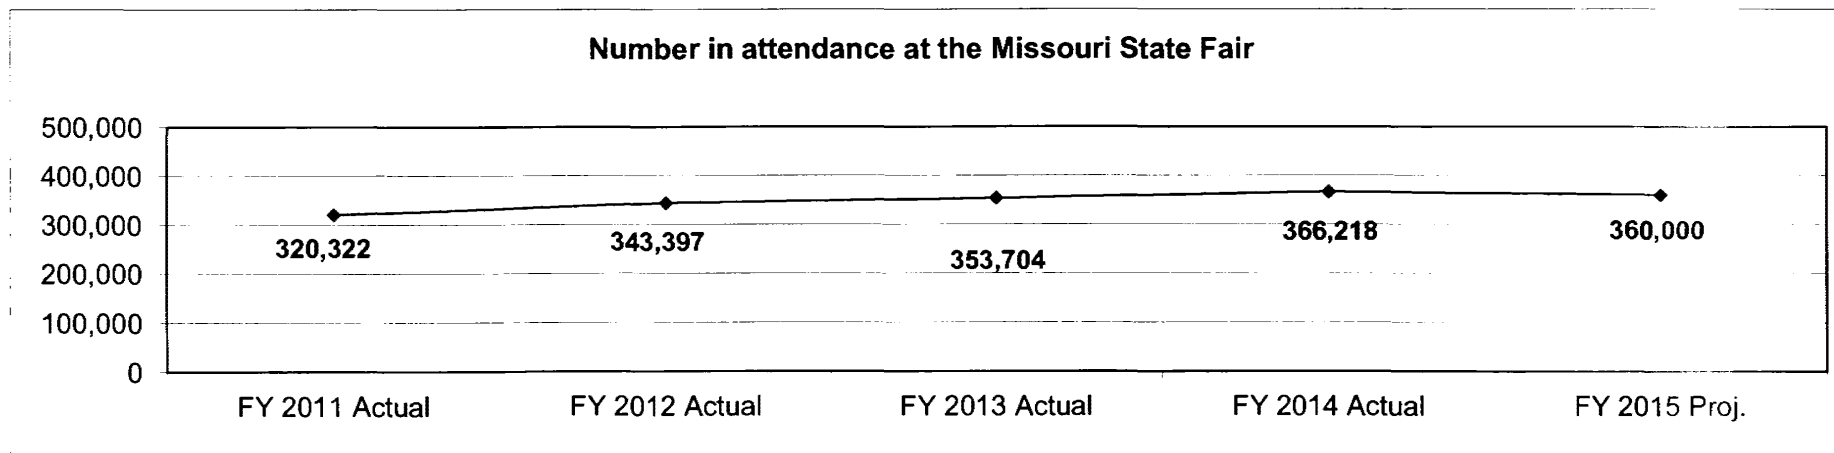 Number in attendance at the Missouri State Fair
500,000
400,000
300,000
200,000
100,000
0
320,322
343,397
353,704
366,218
360,000
FY 2011 Actual
FY 2012 Actual
FY 2013 Actual
FY 2014 Actual
FY 2015 Proj.